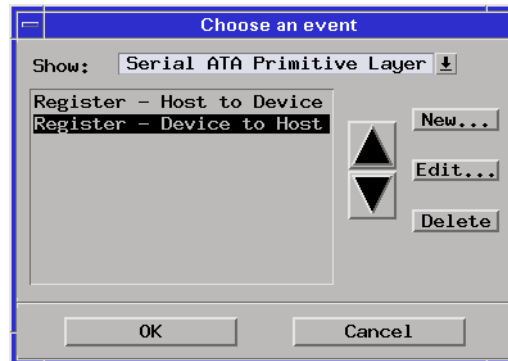 Choose an event
Show: Serial ATA Primitive Layer
Register – Host to Device
Register – Device to Host
New...
Edit...
Delete
OK
Cancel